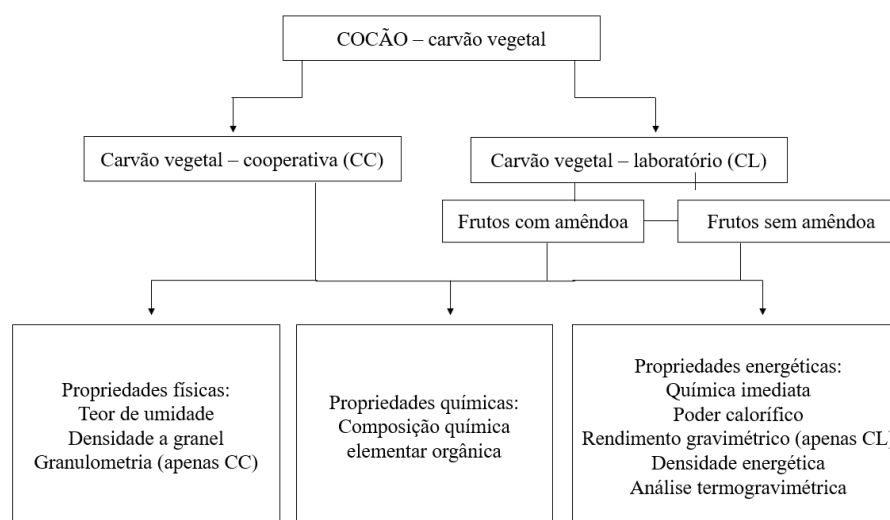 COCÃO – carvão vegetal
Carvão vegetal – cooperativa (CC)
Carvão vegetal – laboratório (CL)
Frutos com amêndoa
Frutos sem amêndoa
Propriedades físicas:
Teor de umidade
Densidade a granel
Granulometria (apenas CC)
Propriedades químicas:
Composição química
elementar orgânica
Propriedades energéticas:
Química imediata
Poder calorífico
Rendimento gravimétrico (apenas CL)
Densidade energética
Análise termogravimétrica